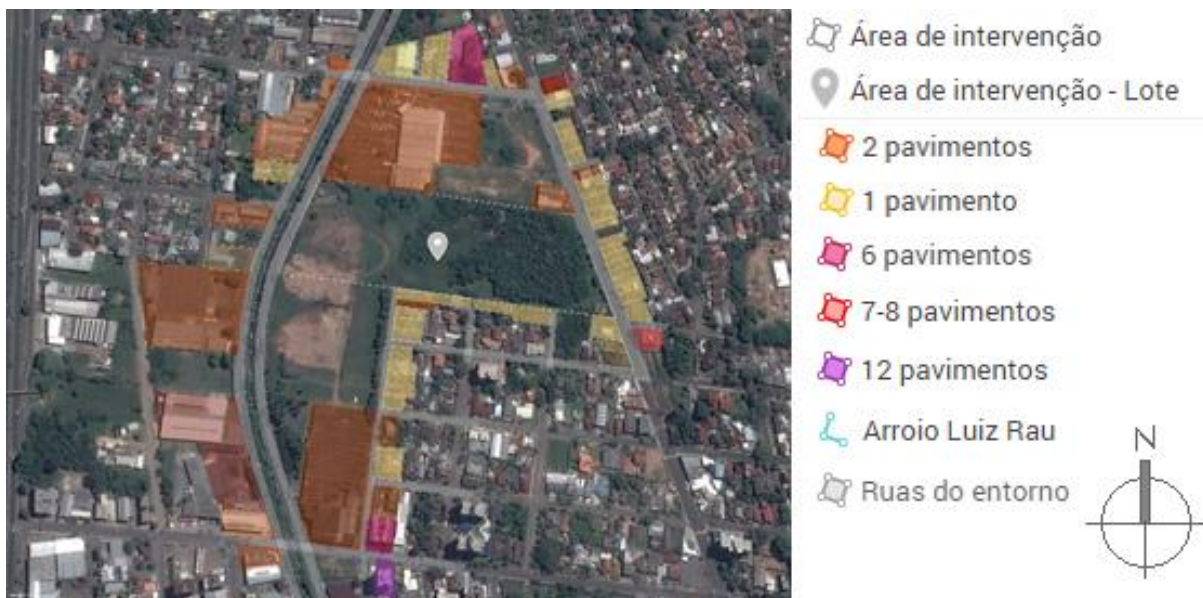 Área de intervenção
Área de intervenção - Lote
2 pavimentos
1 pavimento
6 pavimentos
7-8 pavimentos
12 pavimentos
Arroio Luiz Rau
Ruas do entorno
N